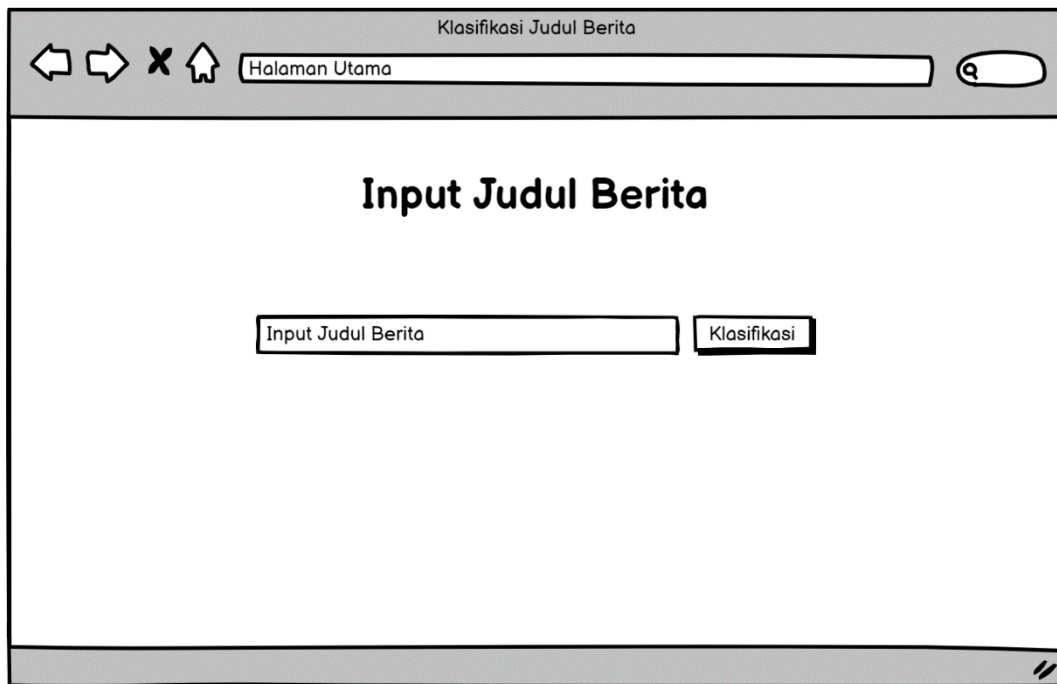 Klasifikasi Judul Berita
Halaman Utama
Input Judul Berita
Input Judul Berita
Klasifikasi